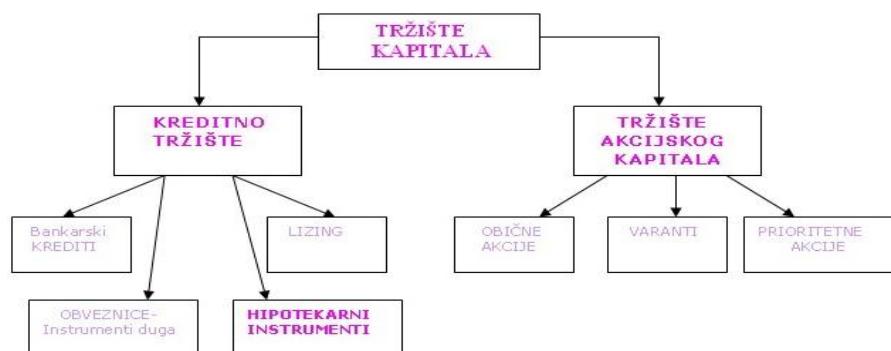 TRŽIŠTE
KAPITALA
KREDITNO
TRŽIŠTE
TRŽIŠTE
AKCIJSKOG
KAPITALA
Bankarski
KREDITI
LIZING
OBIČNE
AKCIJE
VARANTI
PRIORITETNE
AKCIJE
OBVEZNICE-
Instrumenti duga
HIPOTEKARNI
INSTRUMENTI